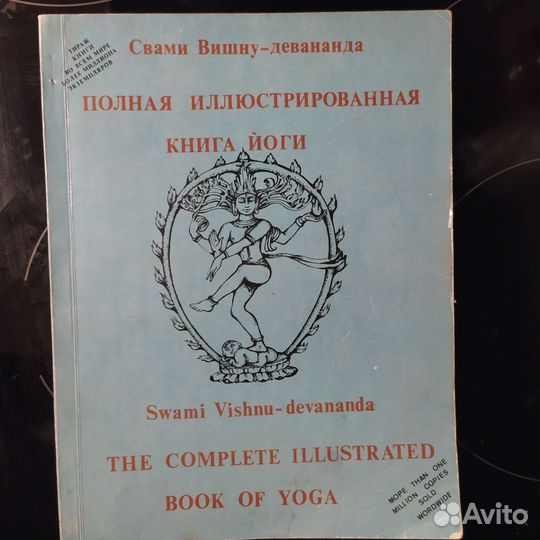 ТИРАЖ
КНИГИ
ВО ВСЕМ МИРЕ
БОЛЕЕ МИЛЛИОНА
ЭКЗЕМПЛЯРОВ
Свами Вишну-девананда
ПОЛНАЯ ИЛЛЮСТРИРОВАННАЯ
КНИГА ЙОГИ
Swami Vishnu-devananda
THE COMPLETE ILLUSTRATED
BOOK OF YOGA
MOPE THAN ONE
MILLION COPIES
SOLD
WORDWIDE
Avito